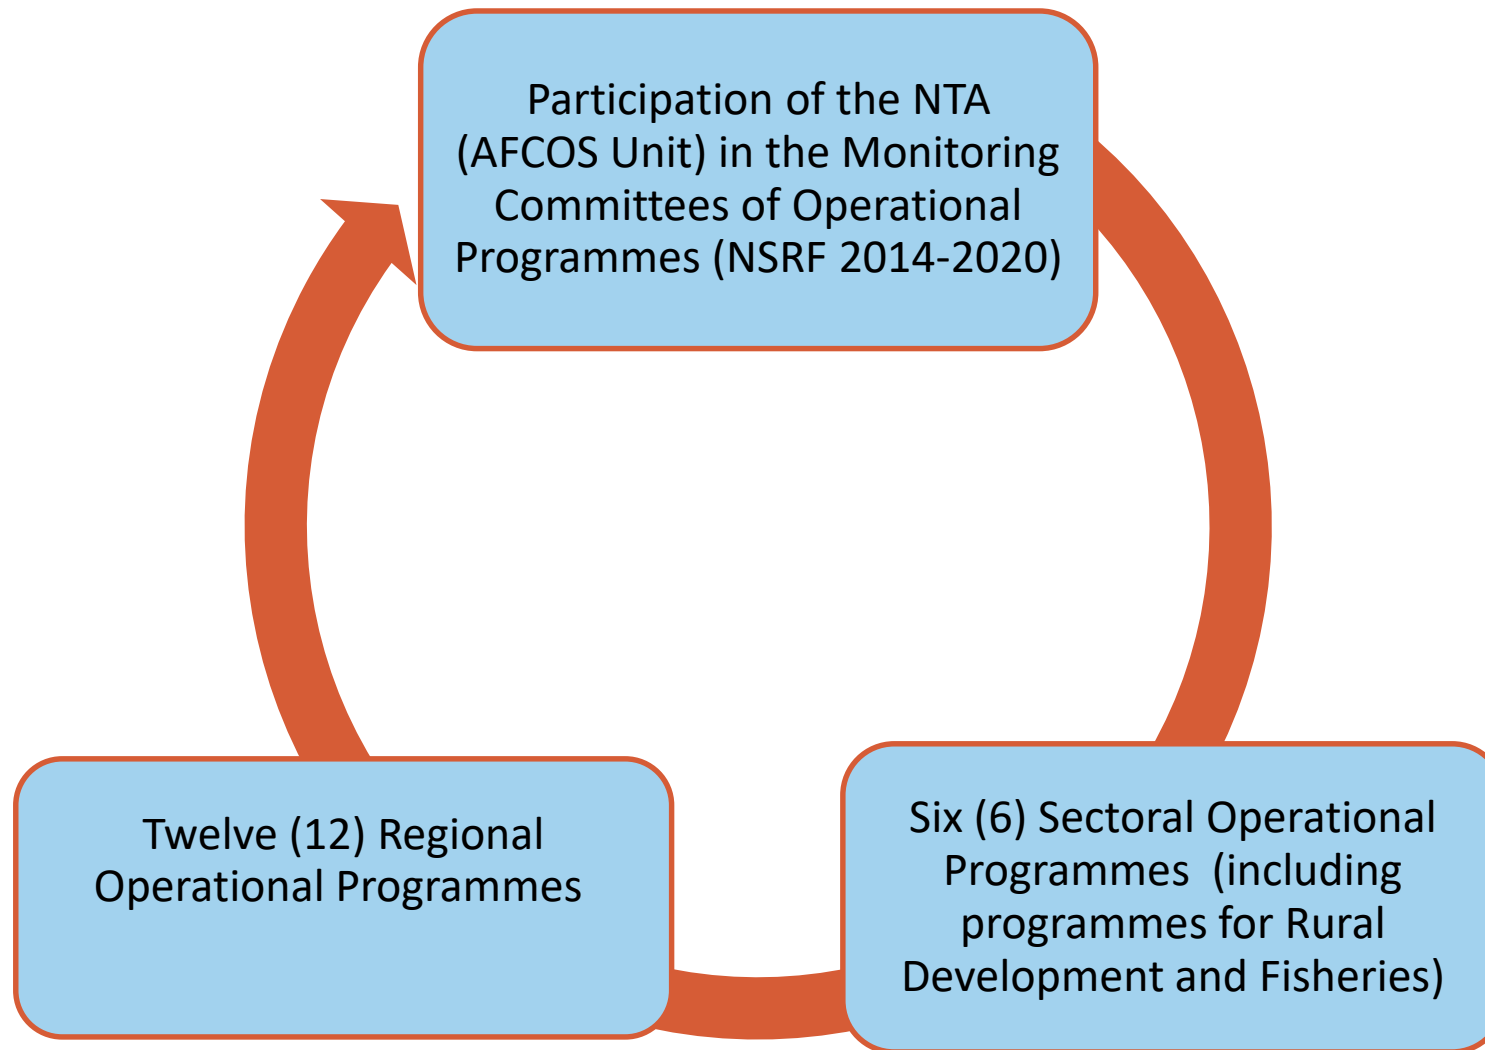 Participation of the NTA
(AFCOS Unit) in the Monitoring
Committees of Operational
Programmes (NSRF 2014-2020)
Six (6) Sectoral Operational
Programmes (including
programmes for Rural
Development and Fisheries)
Twelve (12) Regional
Operational Programmes